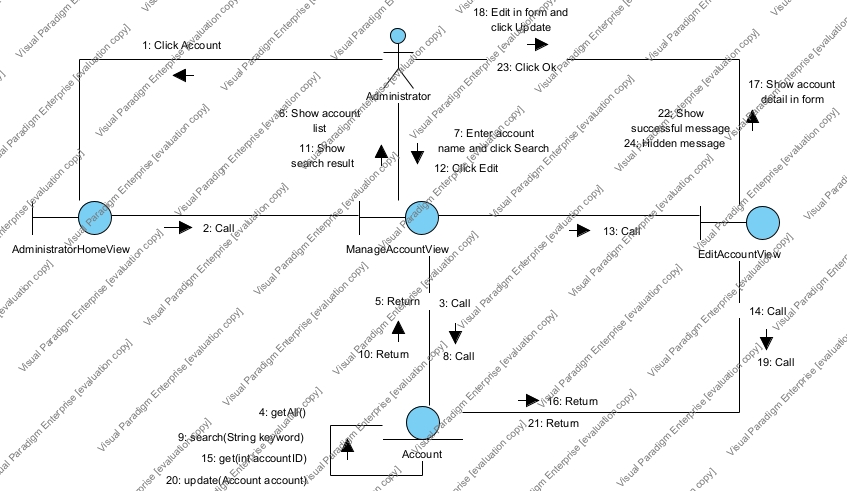 18: Edit in form and
click Update
1: Click Account
23: Click Ok
17: Show account
detail in form
Administrator
6: Show account
list
22: Show
successful message
24: Hidden message
7: Enter account
name and click Search
11: Show
search result
12: Click Edit
2: Call
13: Call
AdministratorHomeView
ManageAccountView
EditAccountView
5: Return
3: Call
14: Call
10: Return
8: Call
19: Call
16: Return
4: getAll()
21: Return
9: search(String keyword)
Account
15: get(int accountID)
20: update(Account account)
Visual Paradigm Enterprise [evaluation copy]